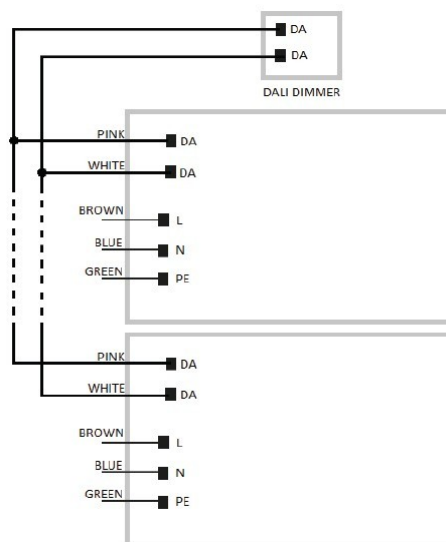 DA
DA
DALI DIMMER
PINK DA
WHITE DA
BROWN L
BLUE N
GREEN PE
PINK DA
WHITE DA
BROWN L
BLUE N
GREEN PE